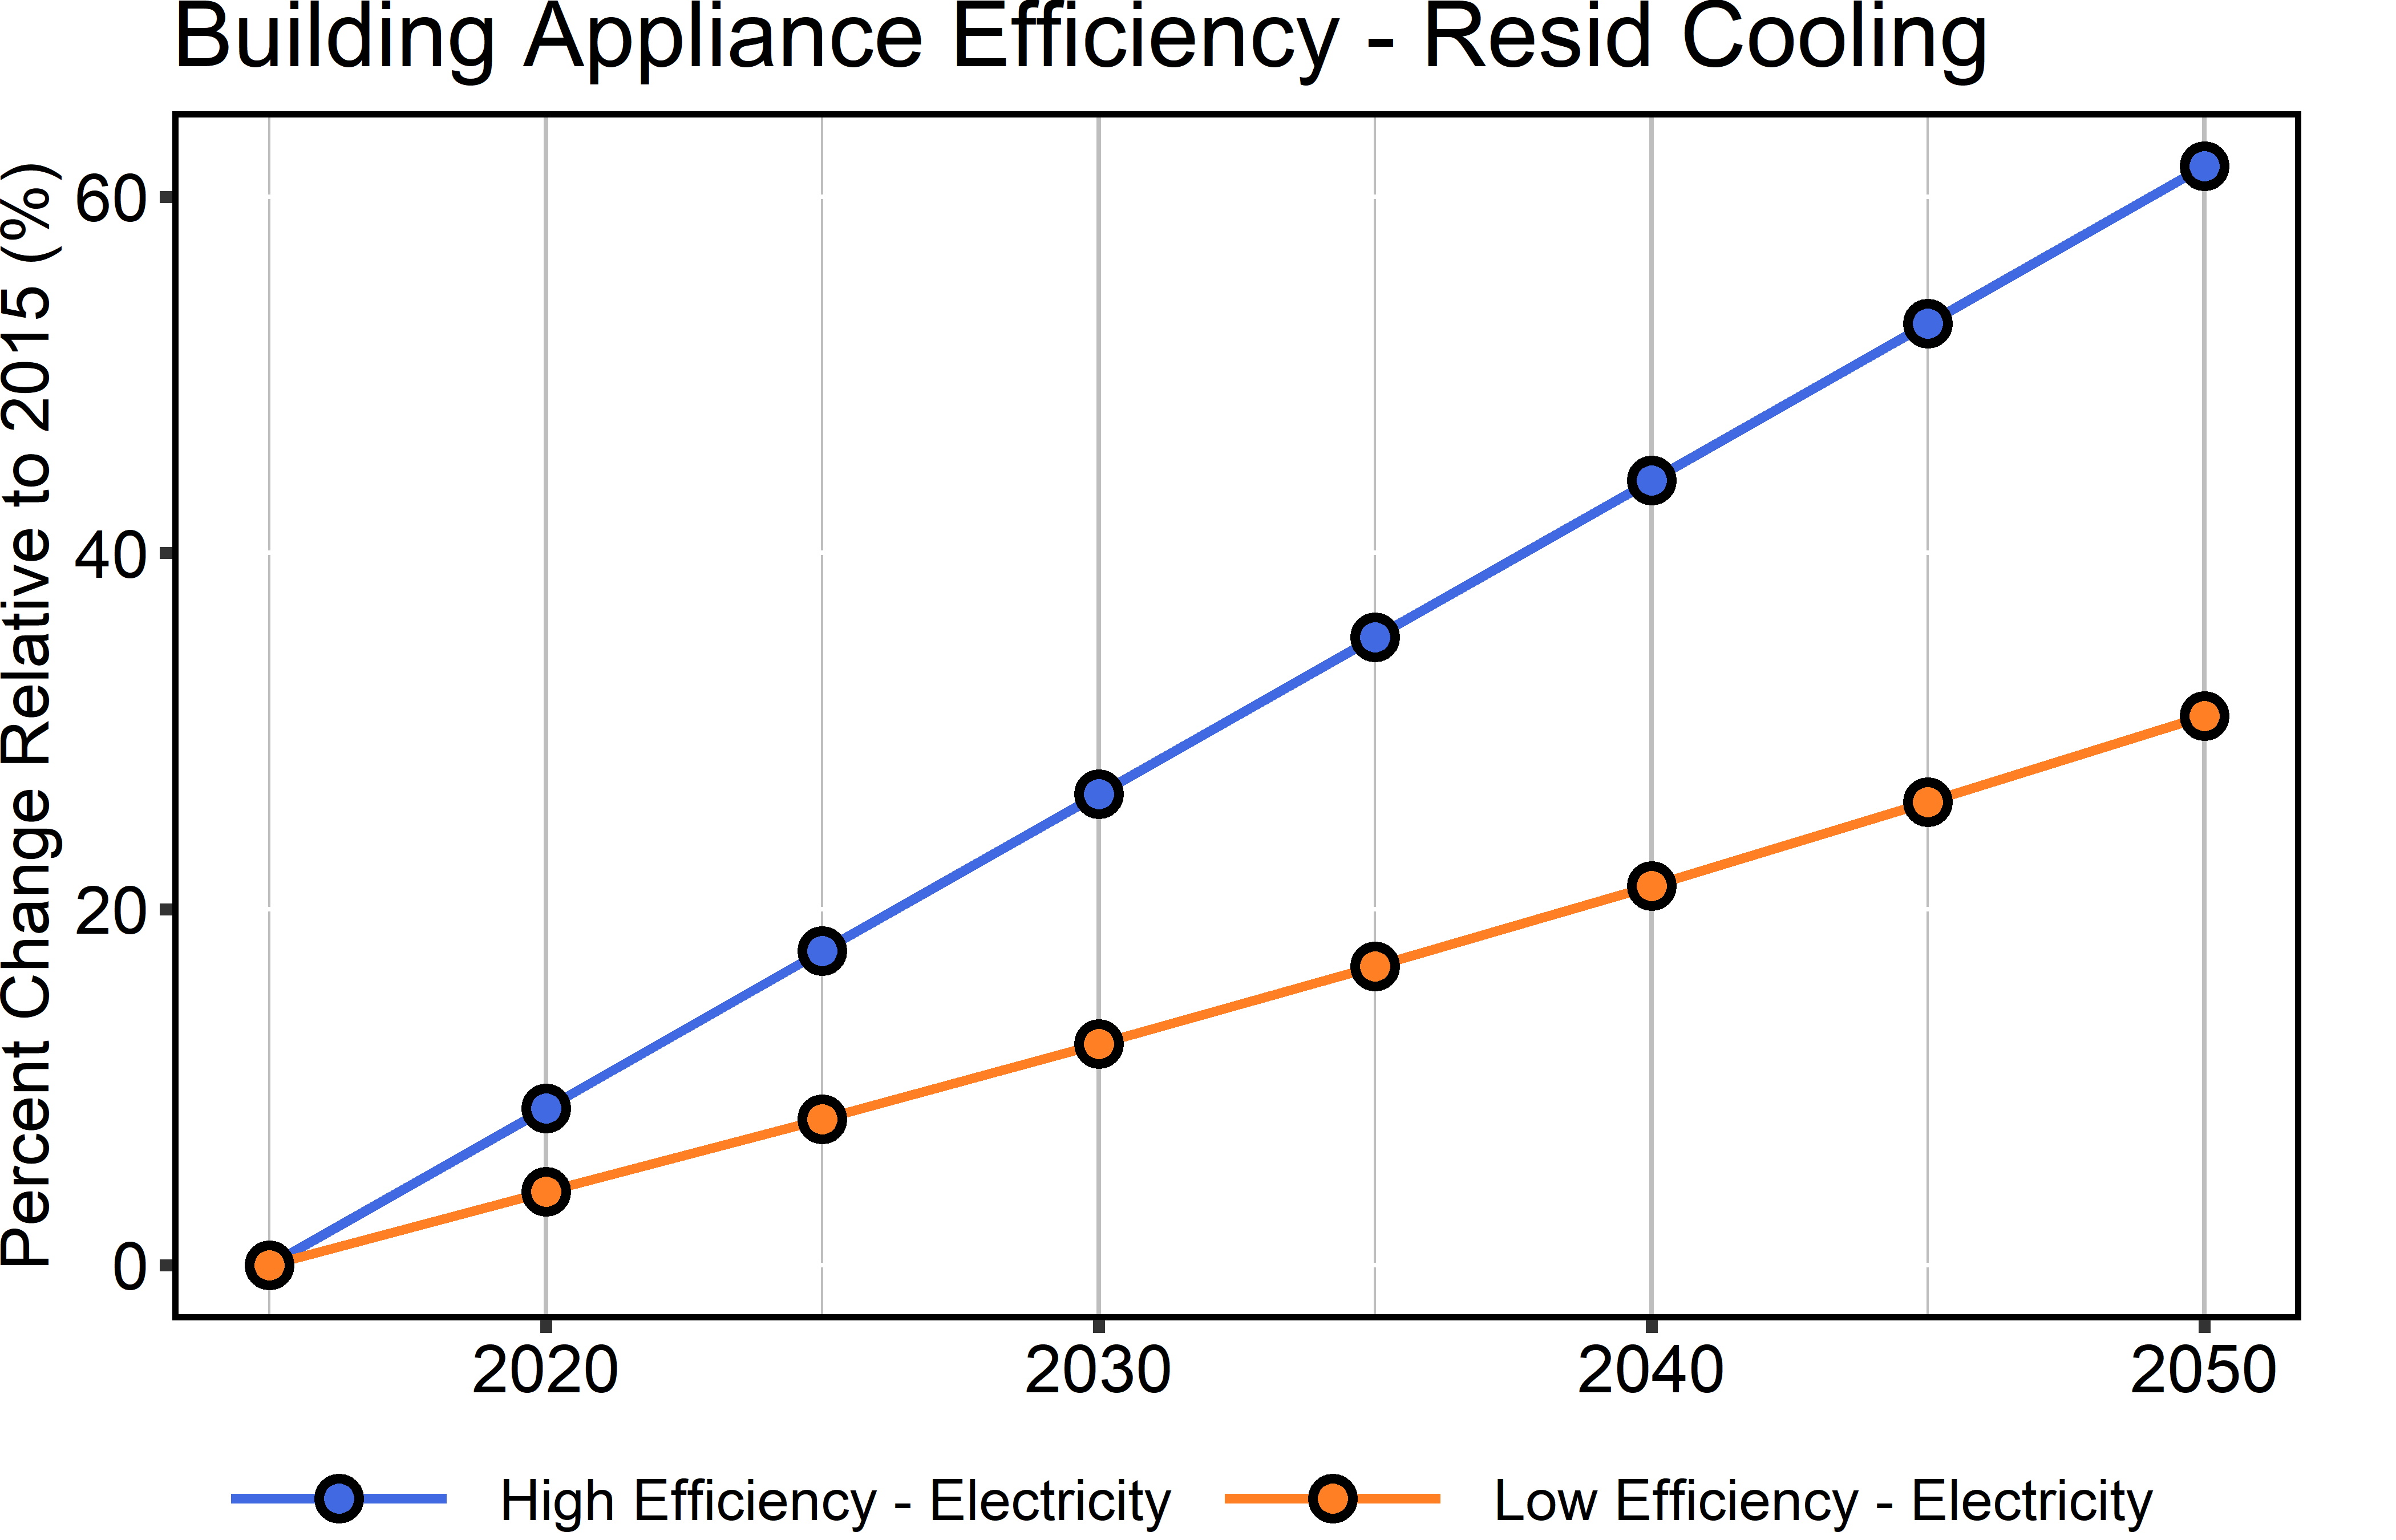 Building Appliance Efficiency - Resid Cooling
Percent Change Relative to 2015 (%)
60
40
20
0
2020 2030 2040 2050
High Efficiency - Electricity Low Efficiency - Electricity